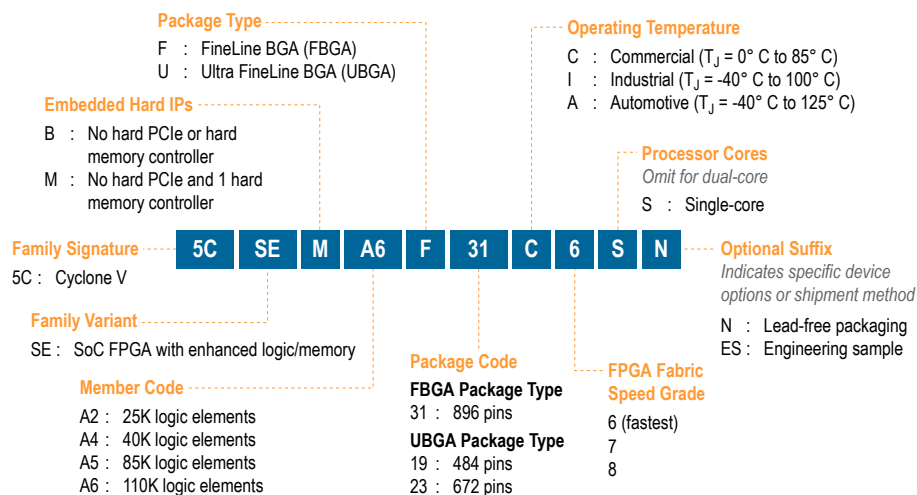 Package Type
F : FineLine BGA (FBGA)
U : Ultra FineLine BGA (UBGA)
Operating Temperature
C : Commercial (TJ = 0° C to 85° C)
I : Industrial (TJ = -40° C to 100° C)
A : Automotive (TJ = -40° C to 125° C)
Embedded Hard IPs
B : No hard PCIe or hard
memory controller
M : No hard PCIe and 1 hard
memory controller
Processor Cores
Omit for dual-core
S : Single-core
Family Signature
5C : Cyclone V
5C SE M A6 F 31 C 6 S N
Optional Suffix
Indicates specific device
options or shipment method
N : Lead-free packaging
ES : Engineering sample
Family Variant
SE : SoC FPGA with enhanced logic/memory
Member Code
A2 : 25K logic elements
A4 : 40K logic elements
A5 : 85K logic elements
A6 : 110K logic elements
Package Code
FBGA Package Type
31 : 896 pins
UBGA Package Type
19 : 484 pins
23 : 672 pins
FPGA Fabric
Speed Grade
6 (fastest)
7
8